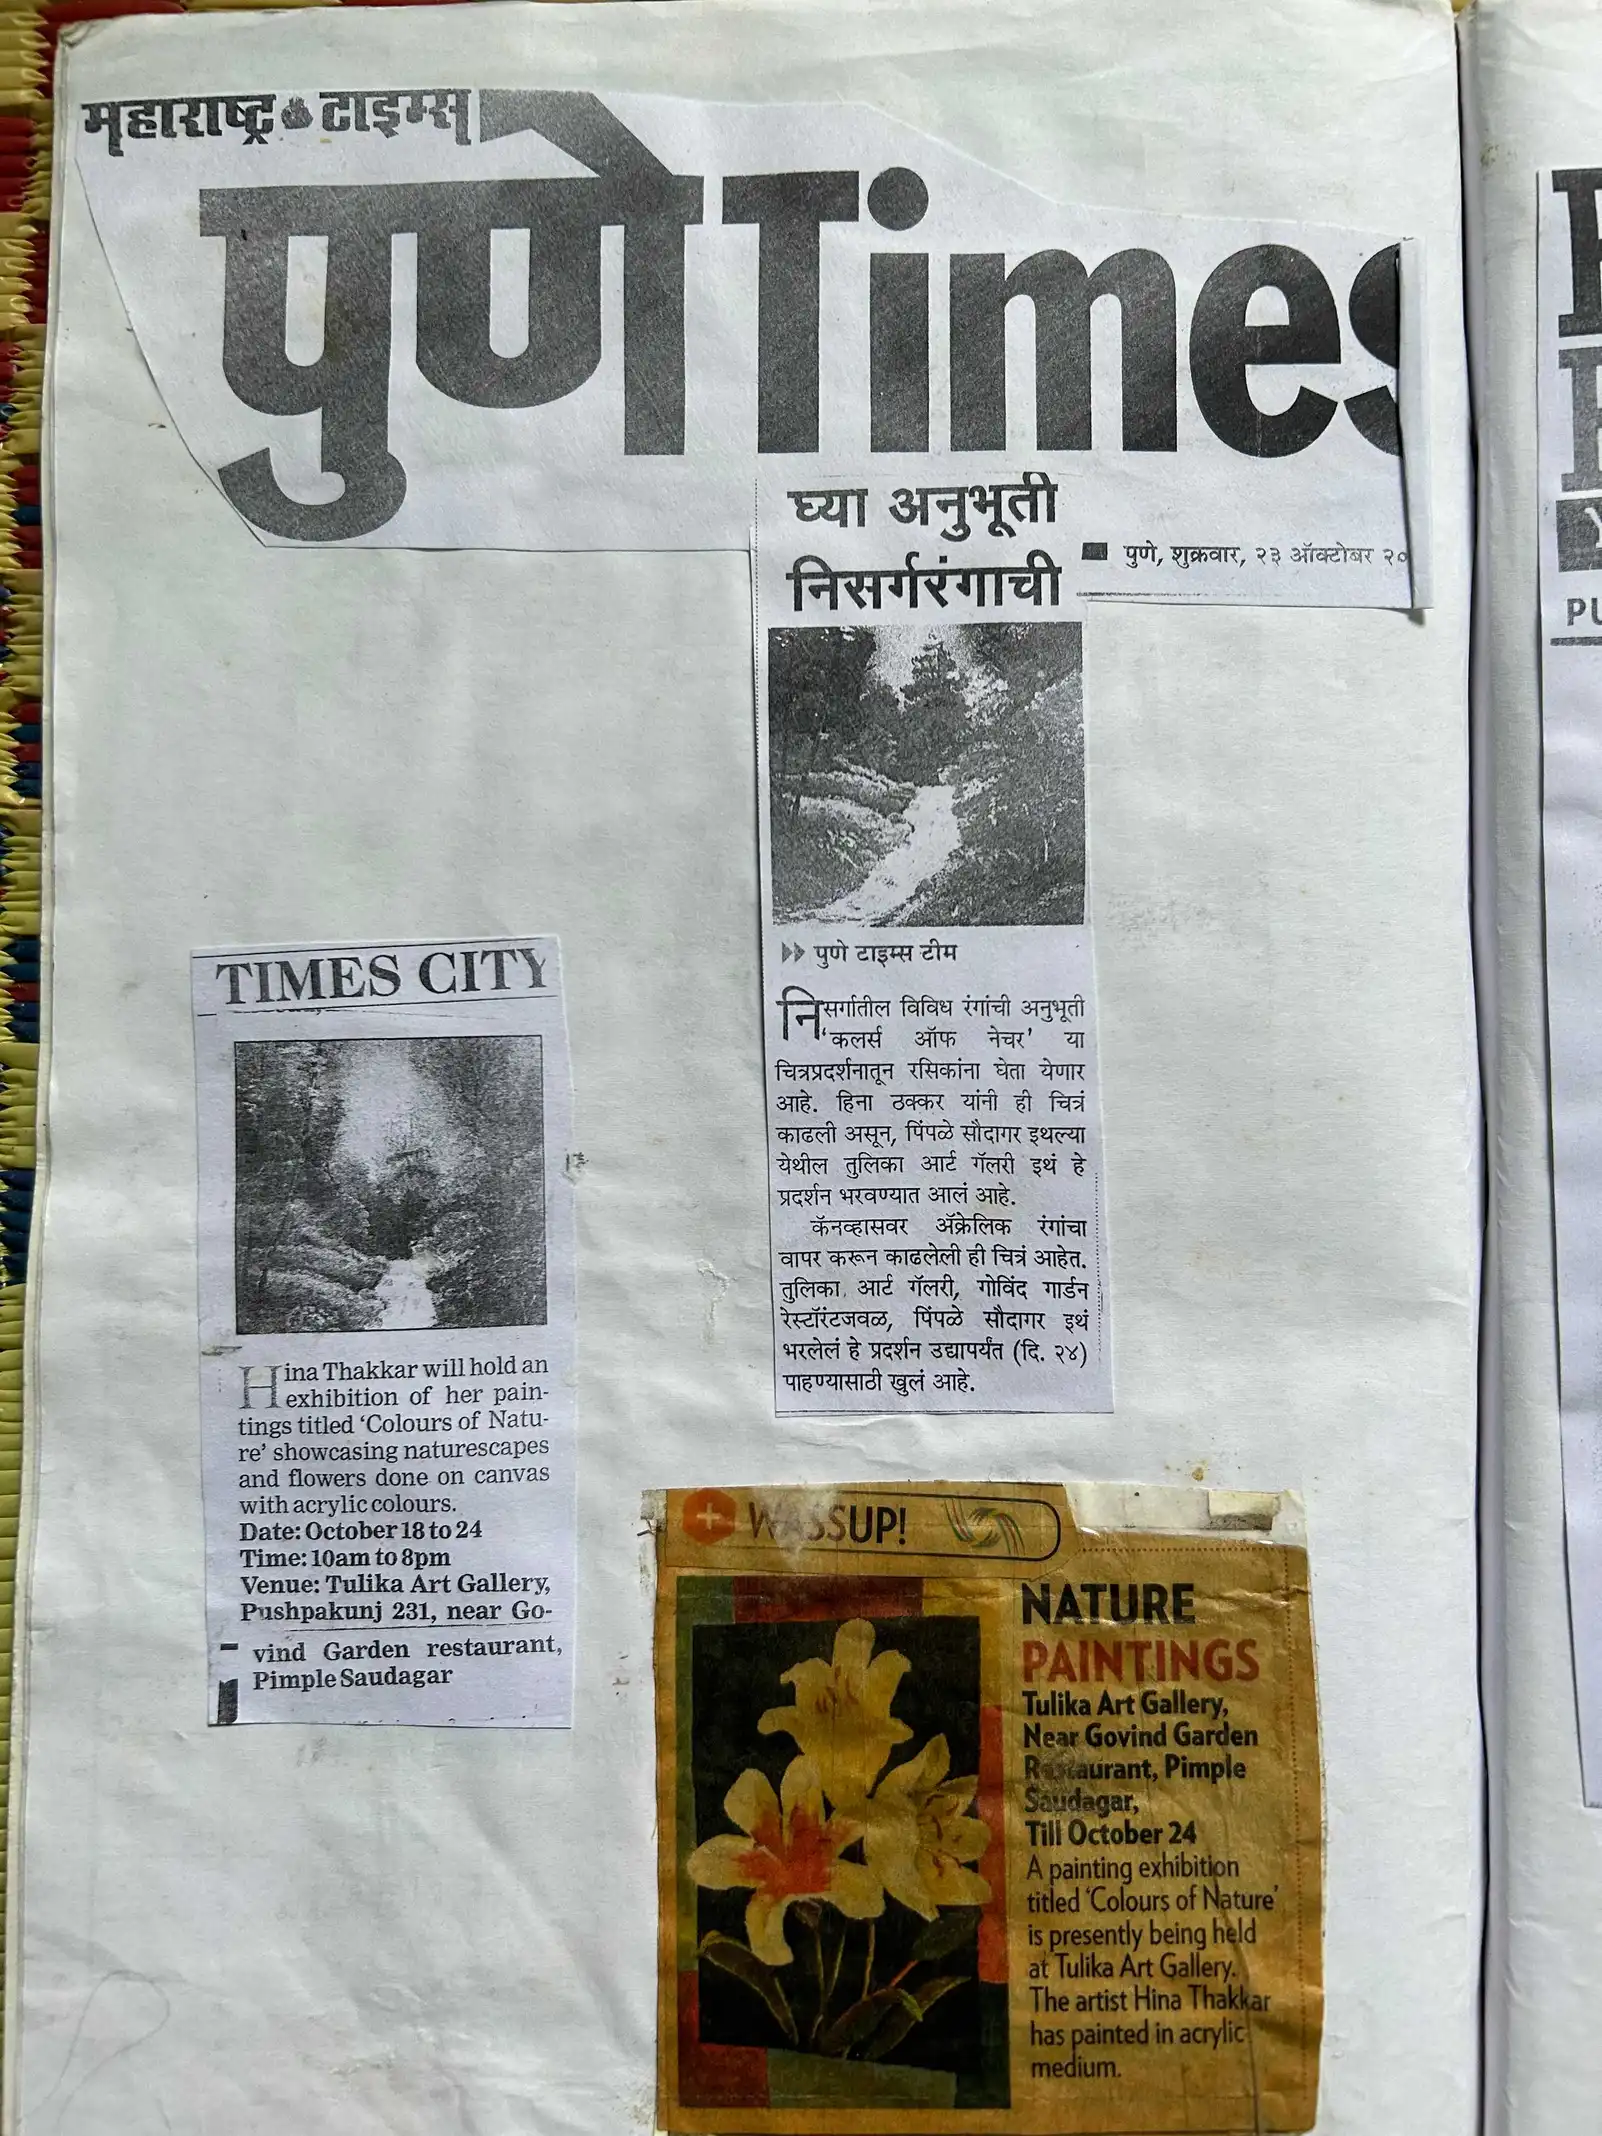 महाराष्ट्र टाइम्स
पुणे Times
घ्या अनुभूती
निसर्गरंगाची
पुणे, शुक्रवार, २३ ऑक्टोबर २०
पुणे टाइम्स टीम
निसर्गातील विविध रंगांची अनुभूती
'कलर्स ऑफ नेचर' या
चित्रप्रदर्शनातून रसिकांना घेता येणार
आहे. हिना ठक्कर यांनी ही चित्रं
काढली असून, पिंपळे सौदागर इथल्या
येथील तुलिका आर्ट गॅलरी इथं हे
प्रदर्शन भरवण्यात आलं आहे.
कॅनव्हासवर ॲक्रेलिक रंगांचा
वापर करून काढलेली ही चित्रं आहेत.
तुलिका आर्ट गॅलरी, गोविंद गार्डन
रेस्टॉरंटजवळ, पिंपळे सौदागर इथं
भरलेलं हे प्रदर्शन उद्यापर्यंत (दि. २४)
पाहण्यासाठी खुलं आहे.
TIMES CITY
Hina Thakkar will hold an
exhibition of her pain-
tings titled 'Colours of Natu-
re' showcasing naturescapes
and flowers done on canvas
with acrylic colours.
Date: October 18 to 24
Time: 10am to 8pm
Venue: Tulika Art Gallery,
Pushpakunj 231, near Go-
vind Garden restaurant,
Pimple Saudagar
WASSUP!
NATURE
PAINTINGS
Tulika Art Gallery,
Near Govind Garden
Restaurant, Pimple
Saudagar,
Till October 24
A painting exhibition
titled 'Colours of Nature'
is presently being held
at Tulika Art Gallery.
The artist Hina Thakkar
has painted in acrylic
medium.
PU